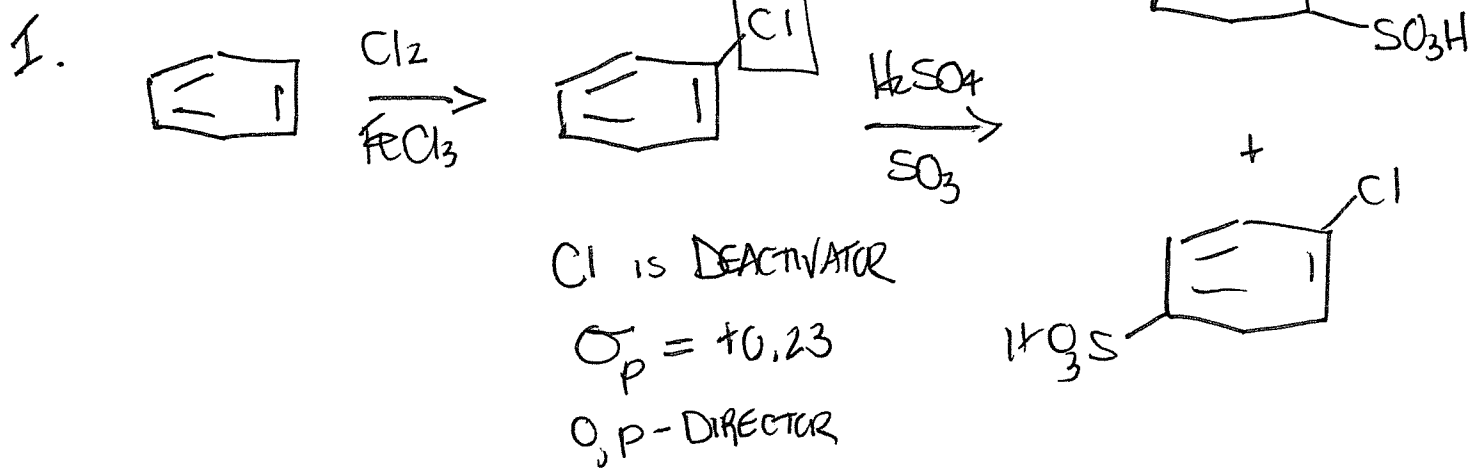 I.
Cl2
FeCl3
Cl
H2SO4
SO3
SO3H
+
Cl
HO3S
Cl is DEACTIVATOR
σp = +0.23
O,p-DIRECTOR